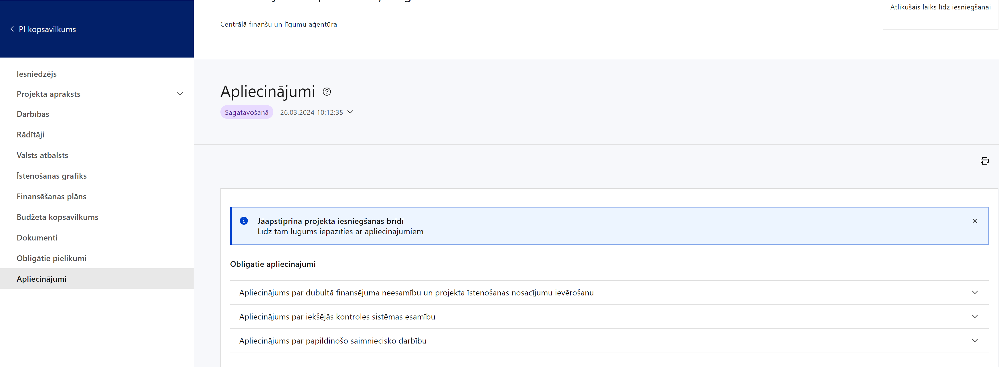 Atlikušais laiks līdz iesniegšanai
Centrālā finanšu un līgumu aģentūra
PI kopsavilkums
Iesniedzējs
Projekta apraksts
Darbības
Rādītāji
Valsts atbalsts
Īstenošanas grafiks
Finansēšanas plāns
Budžeta kopsavilkums
Dokumenti
Obligātie pielikumi
Apliecinājumi
Apliecinājumi
Sagatavošanā
26.03.2024 10:12:35
Jāapstiprina projekta iesniegšanas brīdī
Līdz tam lūgums iepazīties ar apliecinājumiem
Obligātie apliecinājumi
Apliecinājums par dubultā finansējuma neesamību un projekta īstenošanas nosacījumu ievērošanu
Apliecinājums par iekšējās kontroles sistēmas esamību
Apliecinājums par papildinošo saimniecisko darbību